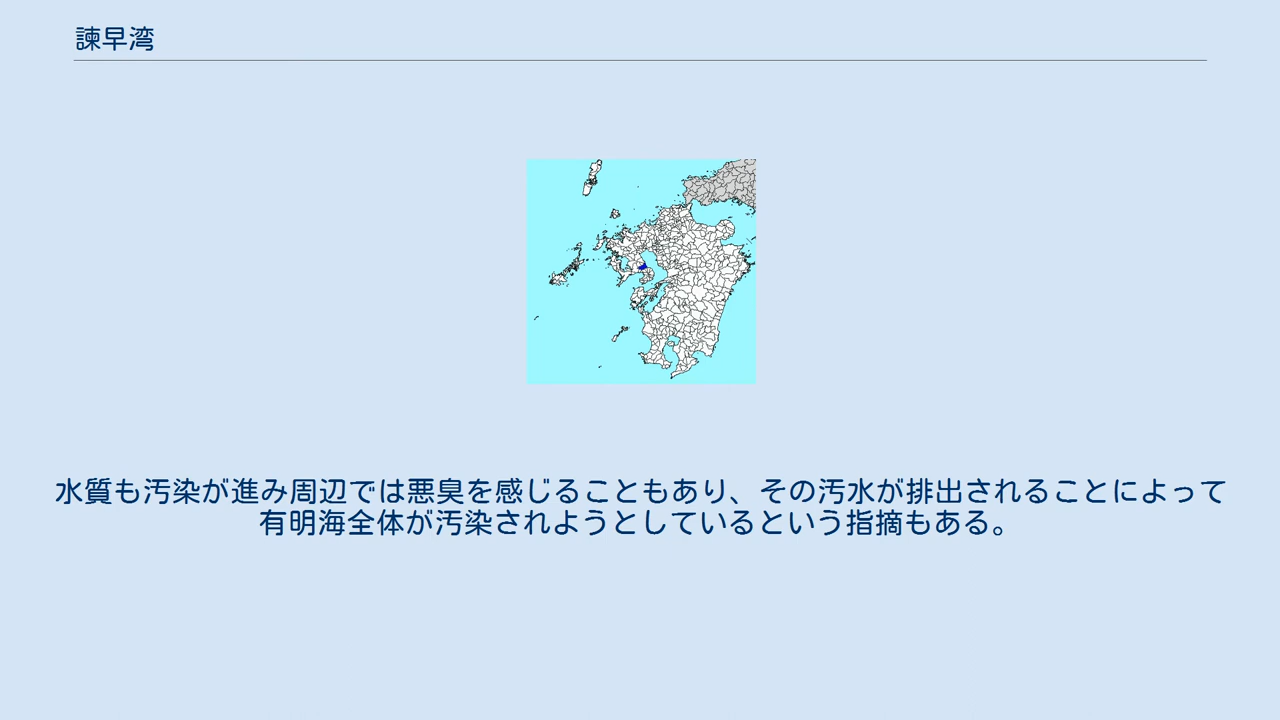 諫早湾
水質も汚染が進み周辺では悪臭を感じることもあり、その汚水が排出されることによって
有明海全体が汚染されようとしているという指摘もある。